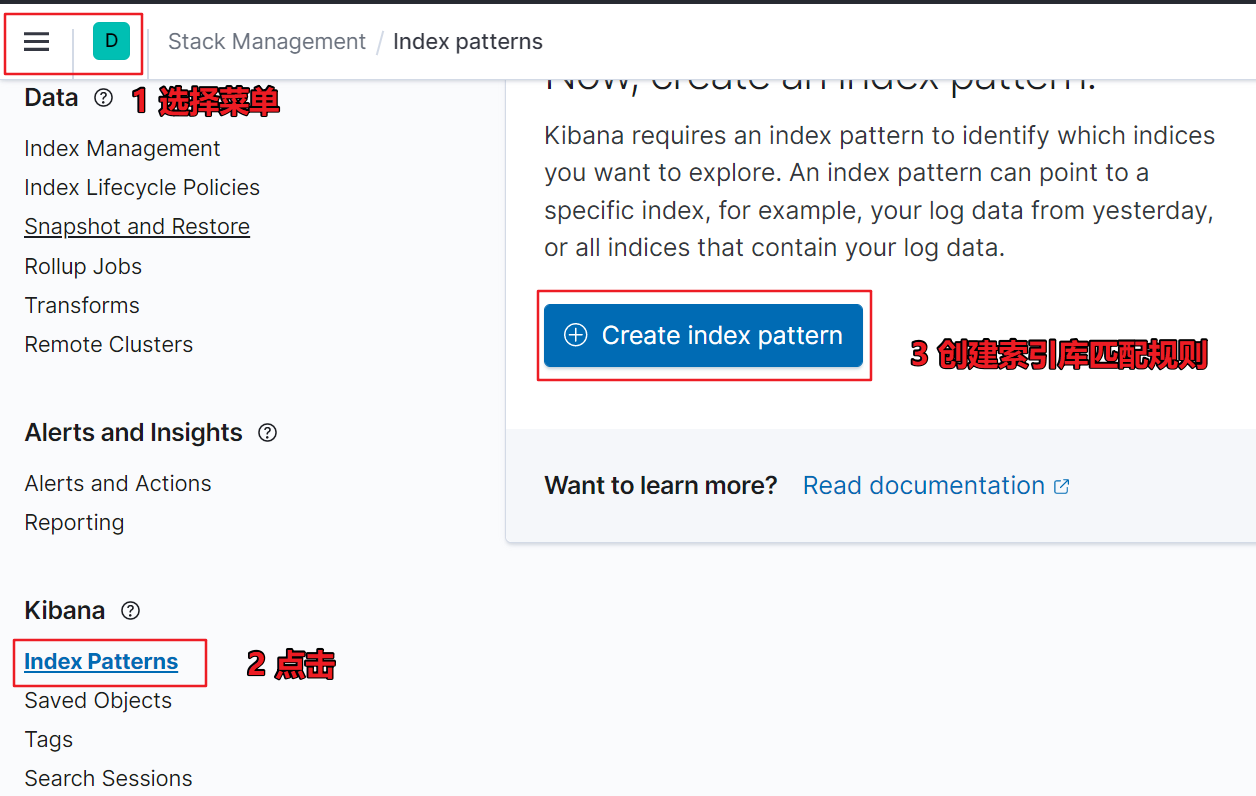 D Stack Management / Index patterns
Data
1 选择菜单
Index Management
Index Lifecycle Policies
Snapshot and Restore
Rollup Jobs
Transforms
Remote Clusters
Alerts and Insights
Alerts and Actions
Reporting
Kibana
Index Patterns
2 点击
Saved Objects
Tags
Search Sessions
Now, create an index pattern.
Kibana requires an index pattern to identify which indices
you want to explore. An index pattern can point to a
specific index, for example, your log data from yesterday,
or all indices that contain your log data.
Create index pattern
3 创建索引库匹配规则
Want to learn more? Read documentation